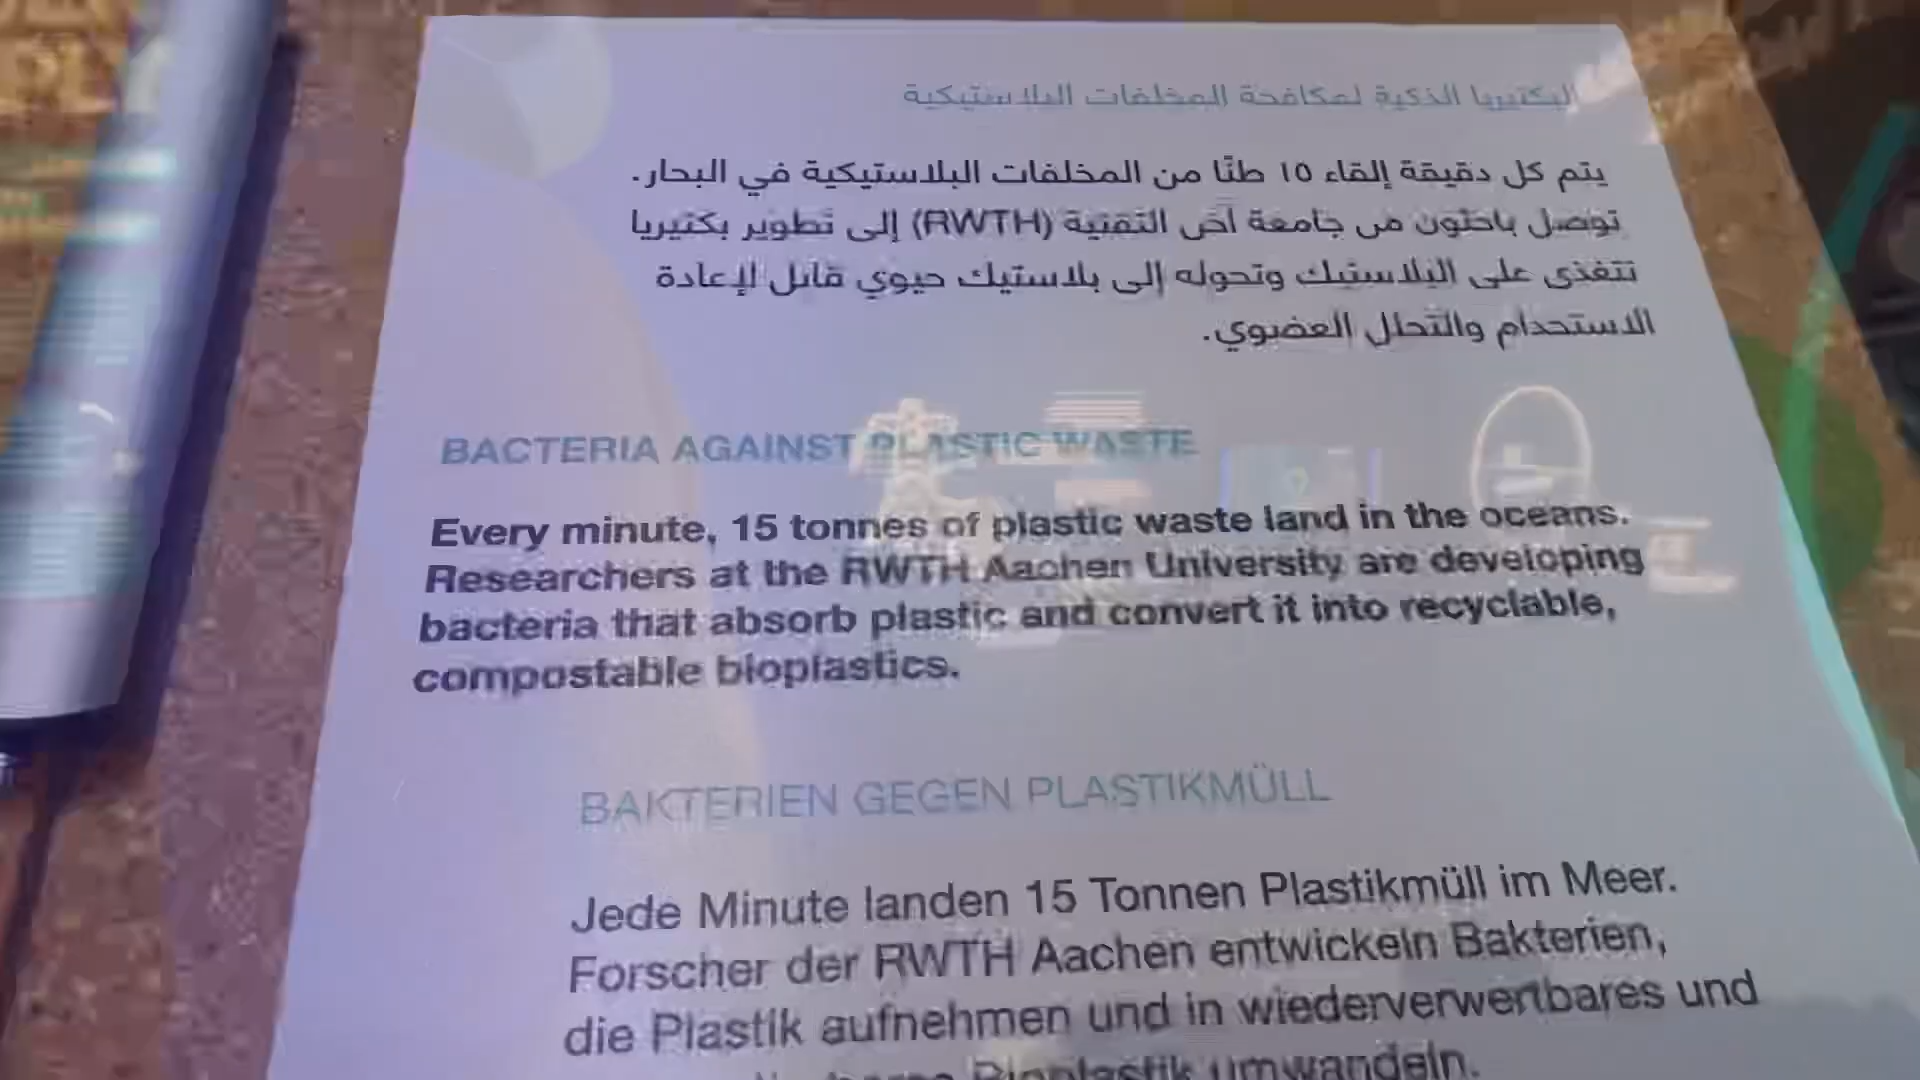 البكتيريا الذكية لمكافحة المخلفات البلاستيكية
يتم كل دقيقة إلقاء ١٥ طنًا من المخلفات البلاستيكية في البحار.
توصل باحثون من جامعة آخن التقنية (RWTH) إلى تطوير بكتيريا
تتغذى على البلاستيك وتحوله إلى بلاستيك حيوي قابل لإعادة
الاستخدام والتحلل العضوي.
BACTERIA AGAINST PLASTIC WASTE
Every minute, 15 tonnes of plastic waste land in the oceans.
Researchers at the RWTH Aachen University are developing
bacteria that absorb plastic and convert it into recyclable,
compostable bioplastics.
BAKTERIEN GEGEN PLASTIKMÜLL
Jede Minute landen 15 Tonnen Plastikmüll im Meer.
Forscher der RWTH Aachen entwickeln Bakterien,
die Plastik aufnehmen und in wiederverwertbares und
Bioplastik umwandeln.